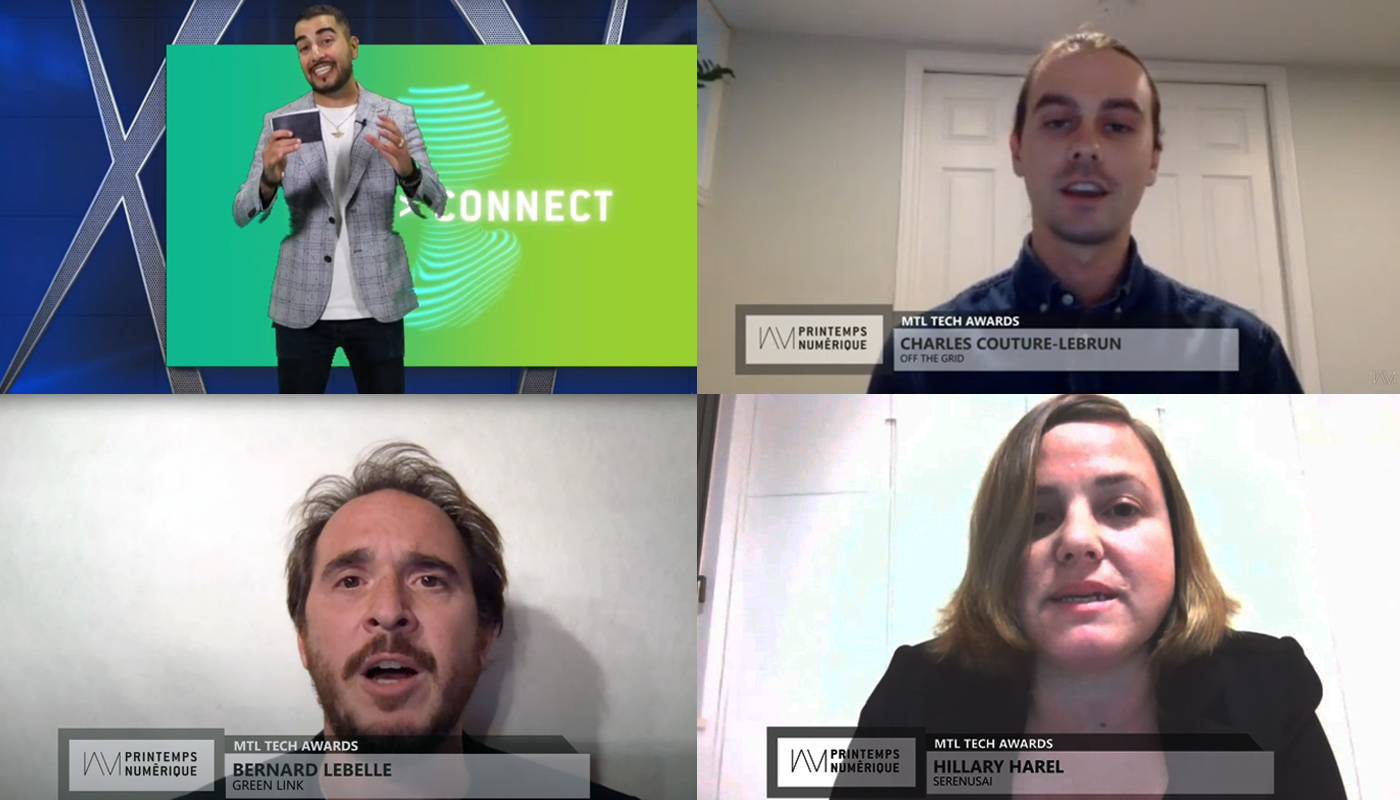 > CONNECT
PRINTEMPS
NUMÉRIQUE
MTL TECH AWARDS
CHARLES COUTURE-LEBRUN
OFF THE GRID
PRINTEMPS
NUMÉRIQUE
MTL TECH AWARDS
BERNARD LEBELLE
GREEN LINK
PRINTEMPS
NUMÉRIQUE
MTL TECH AWARDS
HILLARY HAREL
SERENUSAI